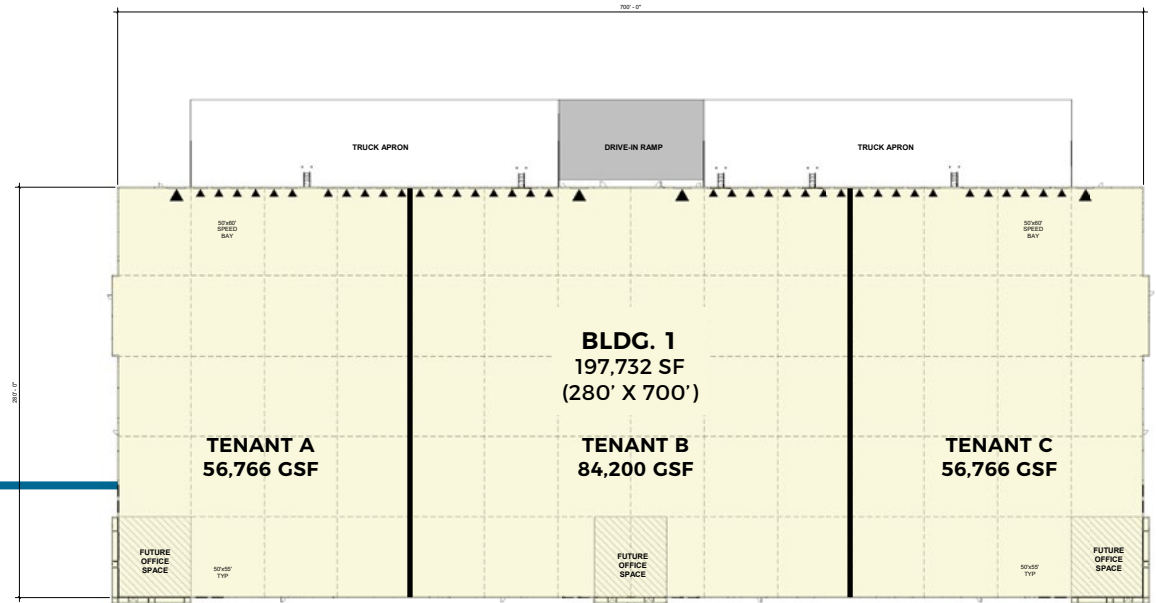 700' - 0"
TRUCK APRON
DRIVE-IN RAMP
TRUCK APRON
50'x60'
SPEED
BAY
50'x60'
SPEED
BAY
280' - 0"
BLDG. 1
197,732 SF
(280’ X 700’)
TENANT A
56,766 GSF
TENANT B
84,200 GSF
TENANT C
56,766 GSF
FUTURE
OFFICE
SPACE
50'x55'
TYP
FUTURE
OFFICE
SPACE
50'x55'
TYP
FUTURE
OFFICE
SPACE